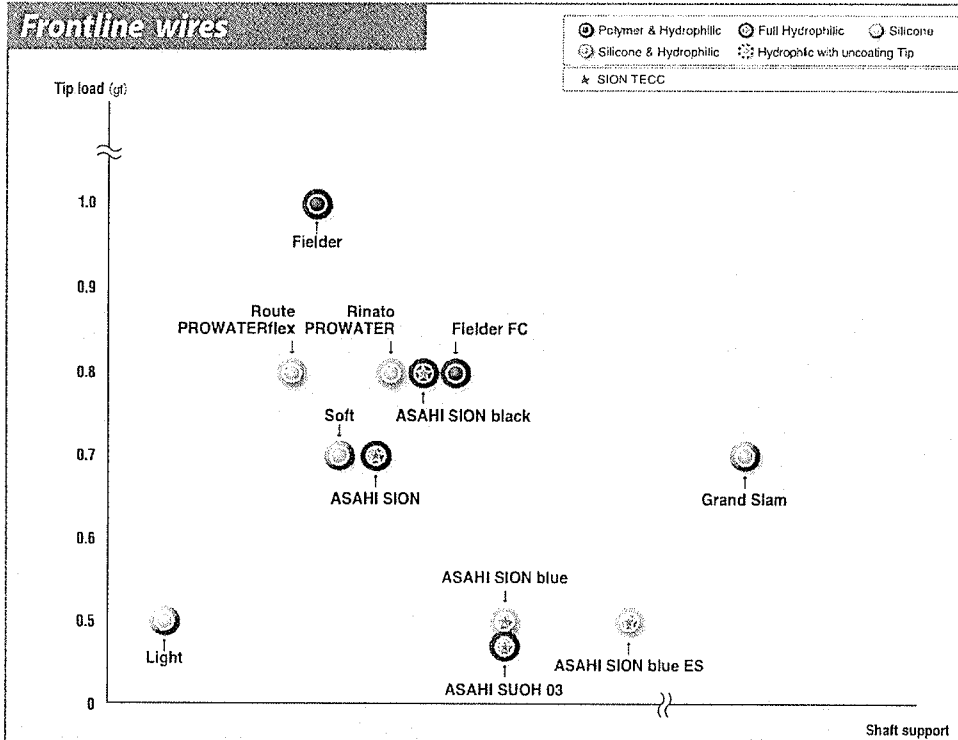 Frontline wires
Polymer & Hydrophilic
Full Hydrophilic
Silicone
Silicone & Hydrophilic
Hydrophlic with uncoating Tip
SION TECC
Tip load (gf)
1.0
Fielder
0.9
Route
PROWATERflex
Rinato
PROWATER
Fielder FC
0.8
ASAHI SION black
Soft
0.7
ASAHI SION
Grand Slam
0.6
ASAHI SION blue
0.5
Light
ASAHI SION blue ES
ASAHI SUOH 03
0
Shaft support